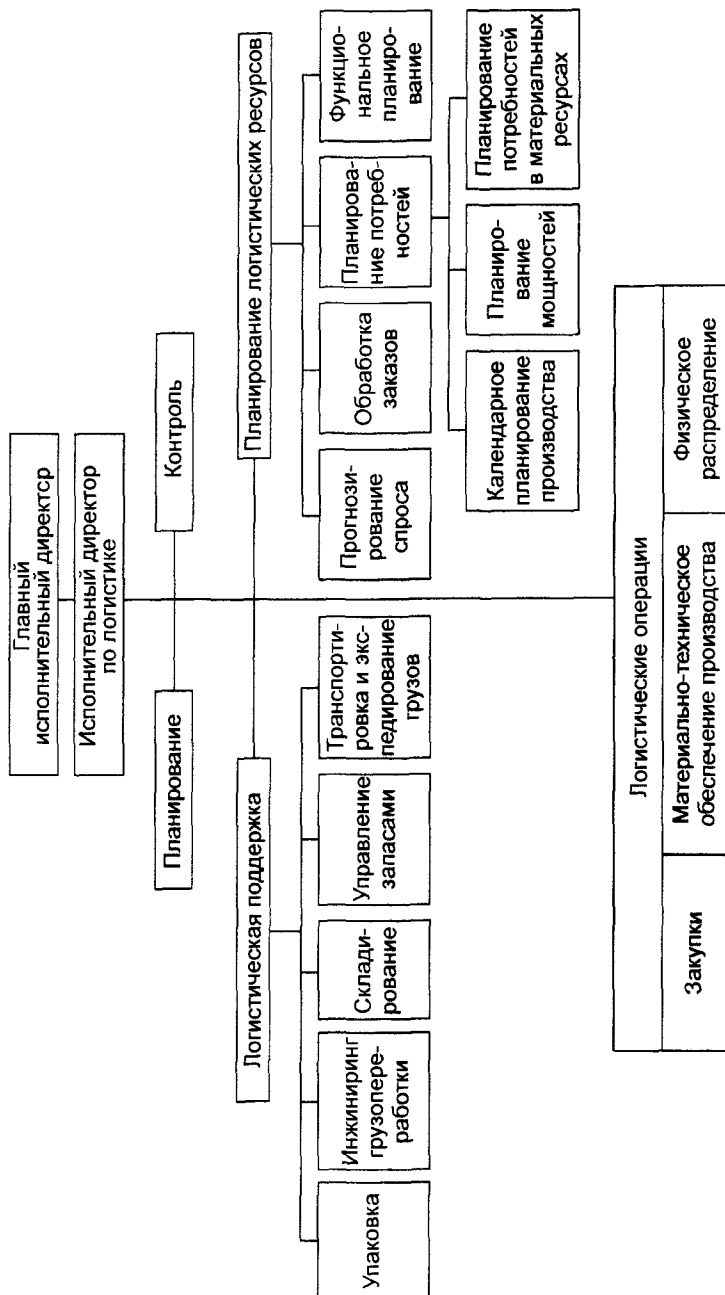 Главный
исполнительный директср
Исполнительный директор
по логистике
Планирование
Контроль
Логистическая поддержка
Планирование логистических ресурсов
Упаковка
Инжиниринг
грузопере-
работки
Склади-
рование
Управление
запасами
Транспорти-
ровка и экс-
педирование
грузов
Прогнози-
рование
спроса
Обработка
заказов
Планирова-
ние потреб-
ностей
Функцио-
нальное
планиро-
вание
Календарное
планирование
производства
Планиро-
вание
мощностей
Планирование
потребностей
в материальных
ресурсах
Логистические операции
Закупки
Материально-техническое
обеспечение производства
Физическое
распределение